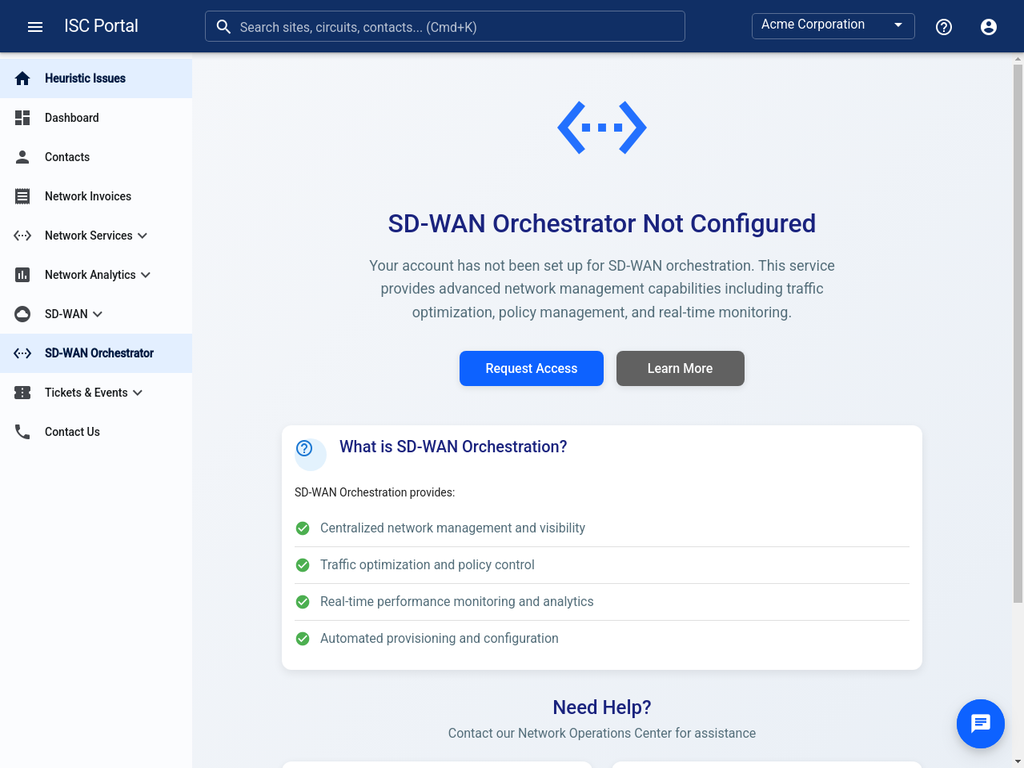 ISC Portal
Search sites, circuits, contacts... (Cmd+K)
Acme Corporation
Heuristic Issues
Dashboard
Contacts
Network Invoices
Network Services
Network Analytics
SD-WAN
SD-WAN Orchestrator
Tickets & Events
Contact Us
SD-WAN Orchestrator Not Configured
Your account has not been set up for SD-WAN orchestration. This service
provides advanced network management capabilities including traffic
optimization, policy management, and real-time monitoring.
Request Access
Learn More
What is SD-WAN Orchestration?
SD-WAN Orchestration provides:
Centralized network management and visibility
Traffic optimization and policy control
Real-time performance monitoring and analytics
Automated provisioning and configuration
Need Help?
Contact our Network Operations Center for assistance